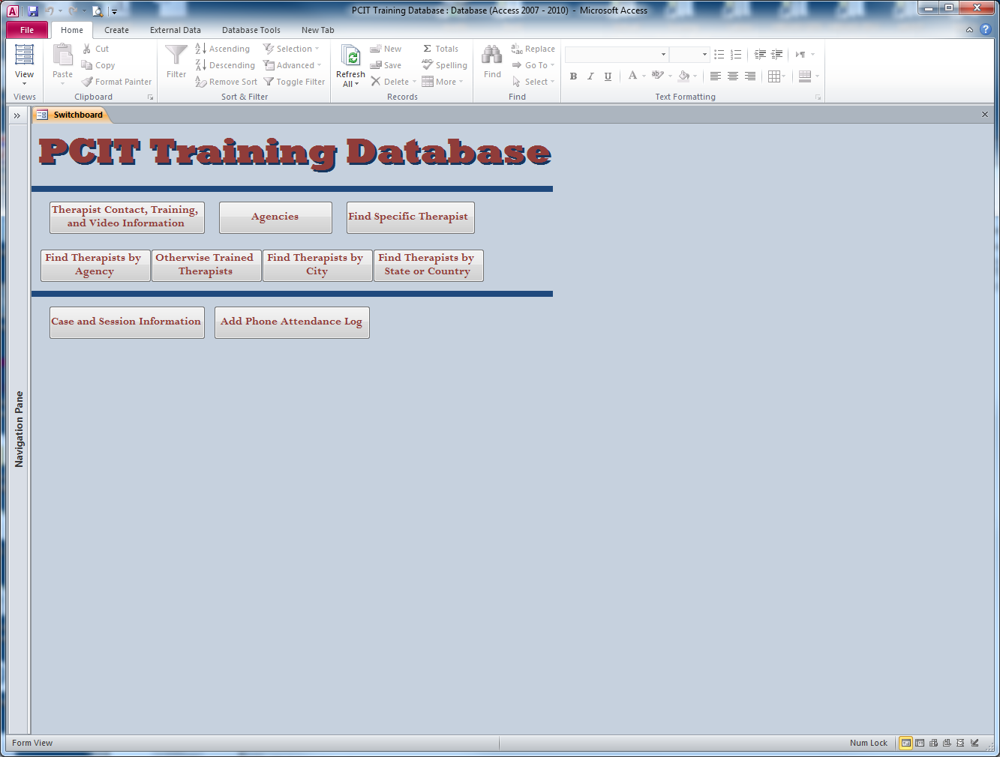 PCIT Training Database : Database (Access 2007 - 2010) - Microsoft Access
File Home Create External Data Database Tools New Tab
View
Views
Paste
Cut
Copy
Format Painter
Clipboard
Filter
Ascending
Descending
Remove Sort
Selection
Advanced
Toggle Filter
Sort & Filter
Refresh
All
New
Save
Delete
Totals
Spelling
More
Records
Find
Replace
Go To
Select
Find
B I U A
Text Formatting
Switchboard
PCIT Training Database
Therapist Contact, Training,
and Video Information
Agencies
Find Specific Therapist
Find Therapists by
Agency
Otherwise Trained
Therapists
Find Therapists by
City
Find Therapists by
State or Country
Case and Session Information
Add Phone Attendance Log
Navigation Pane
Form View
Num Lock